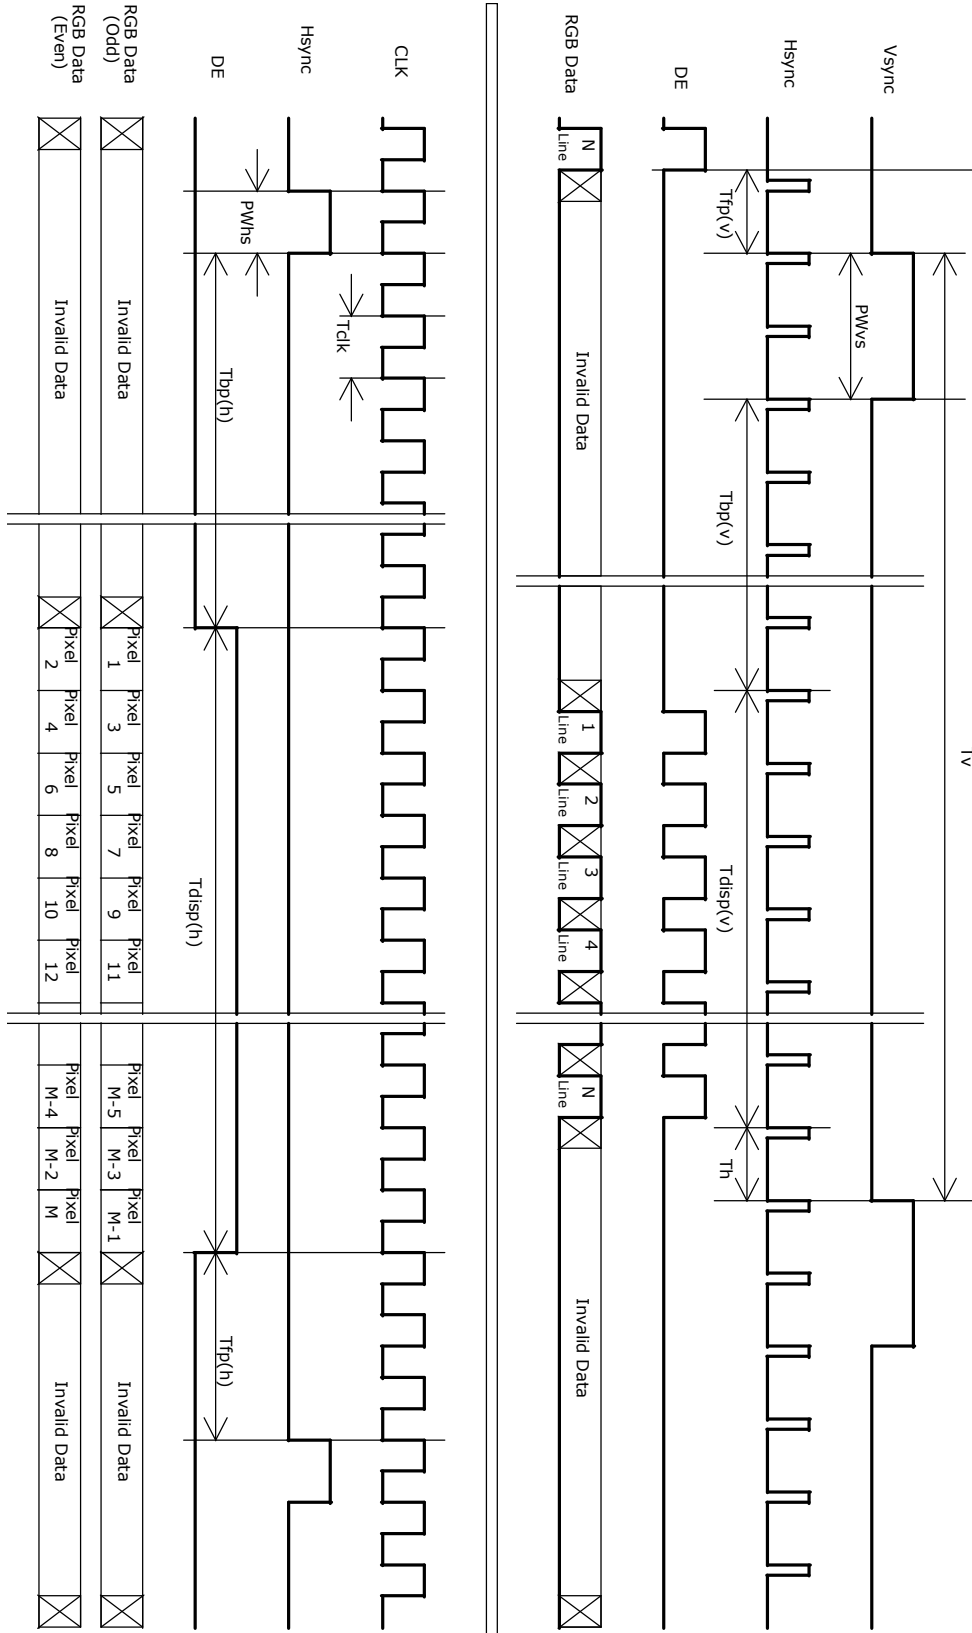 Tv
Vsync
PWvs
Hsync
Tfp(v)
Tbp(v)
Tdisp(v)
Th
DE
RGB Data
N
Line
Invalid Data
1
Line
2
Line
3
Line
4
Line
N
Line
Invalid Data
CLK
Tclk
Hsync
PWhs
Tbp(h)
Tdisp(h)
Tfp(h)
DE
RGB Data
(Odd)
Invalid Data
Pixel
1
Pixel
3
Pixel
5
Pixel
7
Pixel
9
Pixel
11
Pixel
M-5
Pixel
M-3
Pixel
M-1
Invalid Data
RGB Data
(Even)
Invalid Data
Pixel
2
Pixel
4
Pixel
6
Pixel
8
Pixel
10
Pixel
12
Pixel
M-4
Pixel
M-2
Pixel
M
Invalid Data